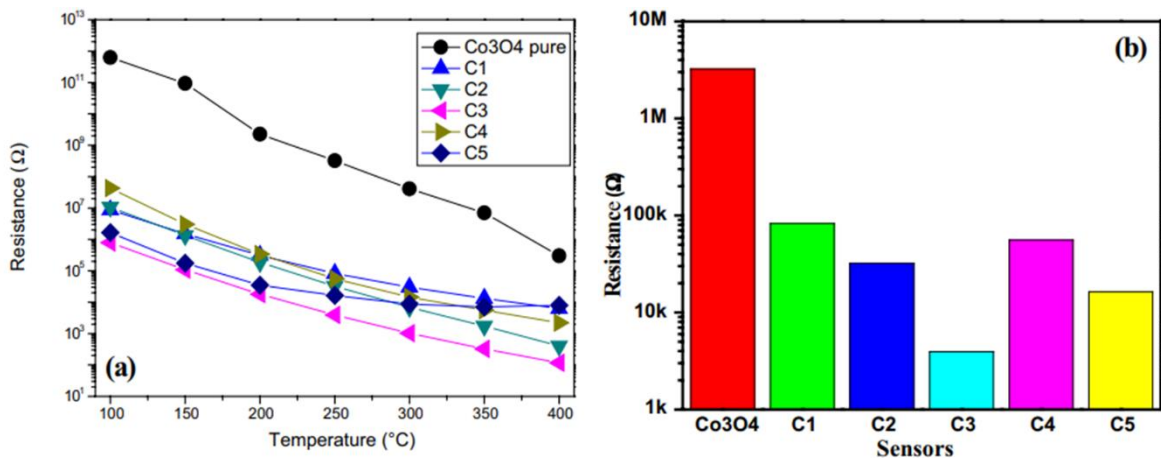 10^13
10^11
10^9
10^7
10^5
10^3
10^1
Resistance (Ω)
Co3O4 pure
C1
C2
C3
C4
C5
(a)
100 150 200 250 300 350 400
Temperature (°C)
10M
1M
100k
10k
1k
Resistance (Ω)
(b)
Co3O4 C1 C2 C3 C4 C5
Sensors